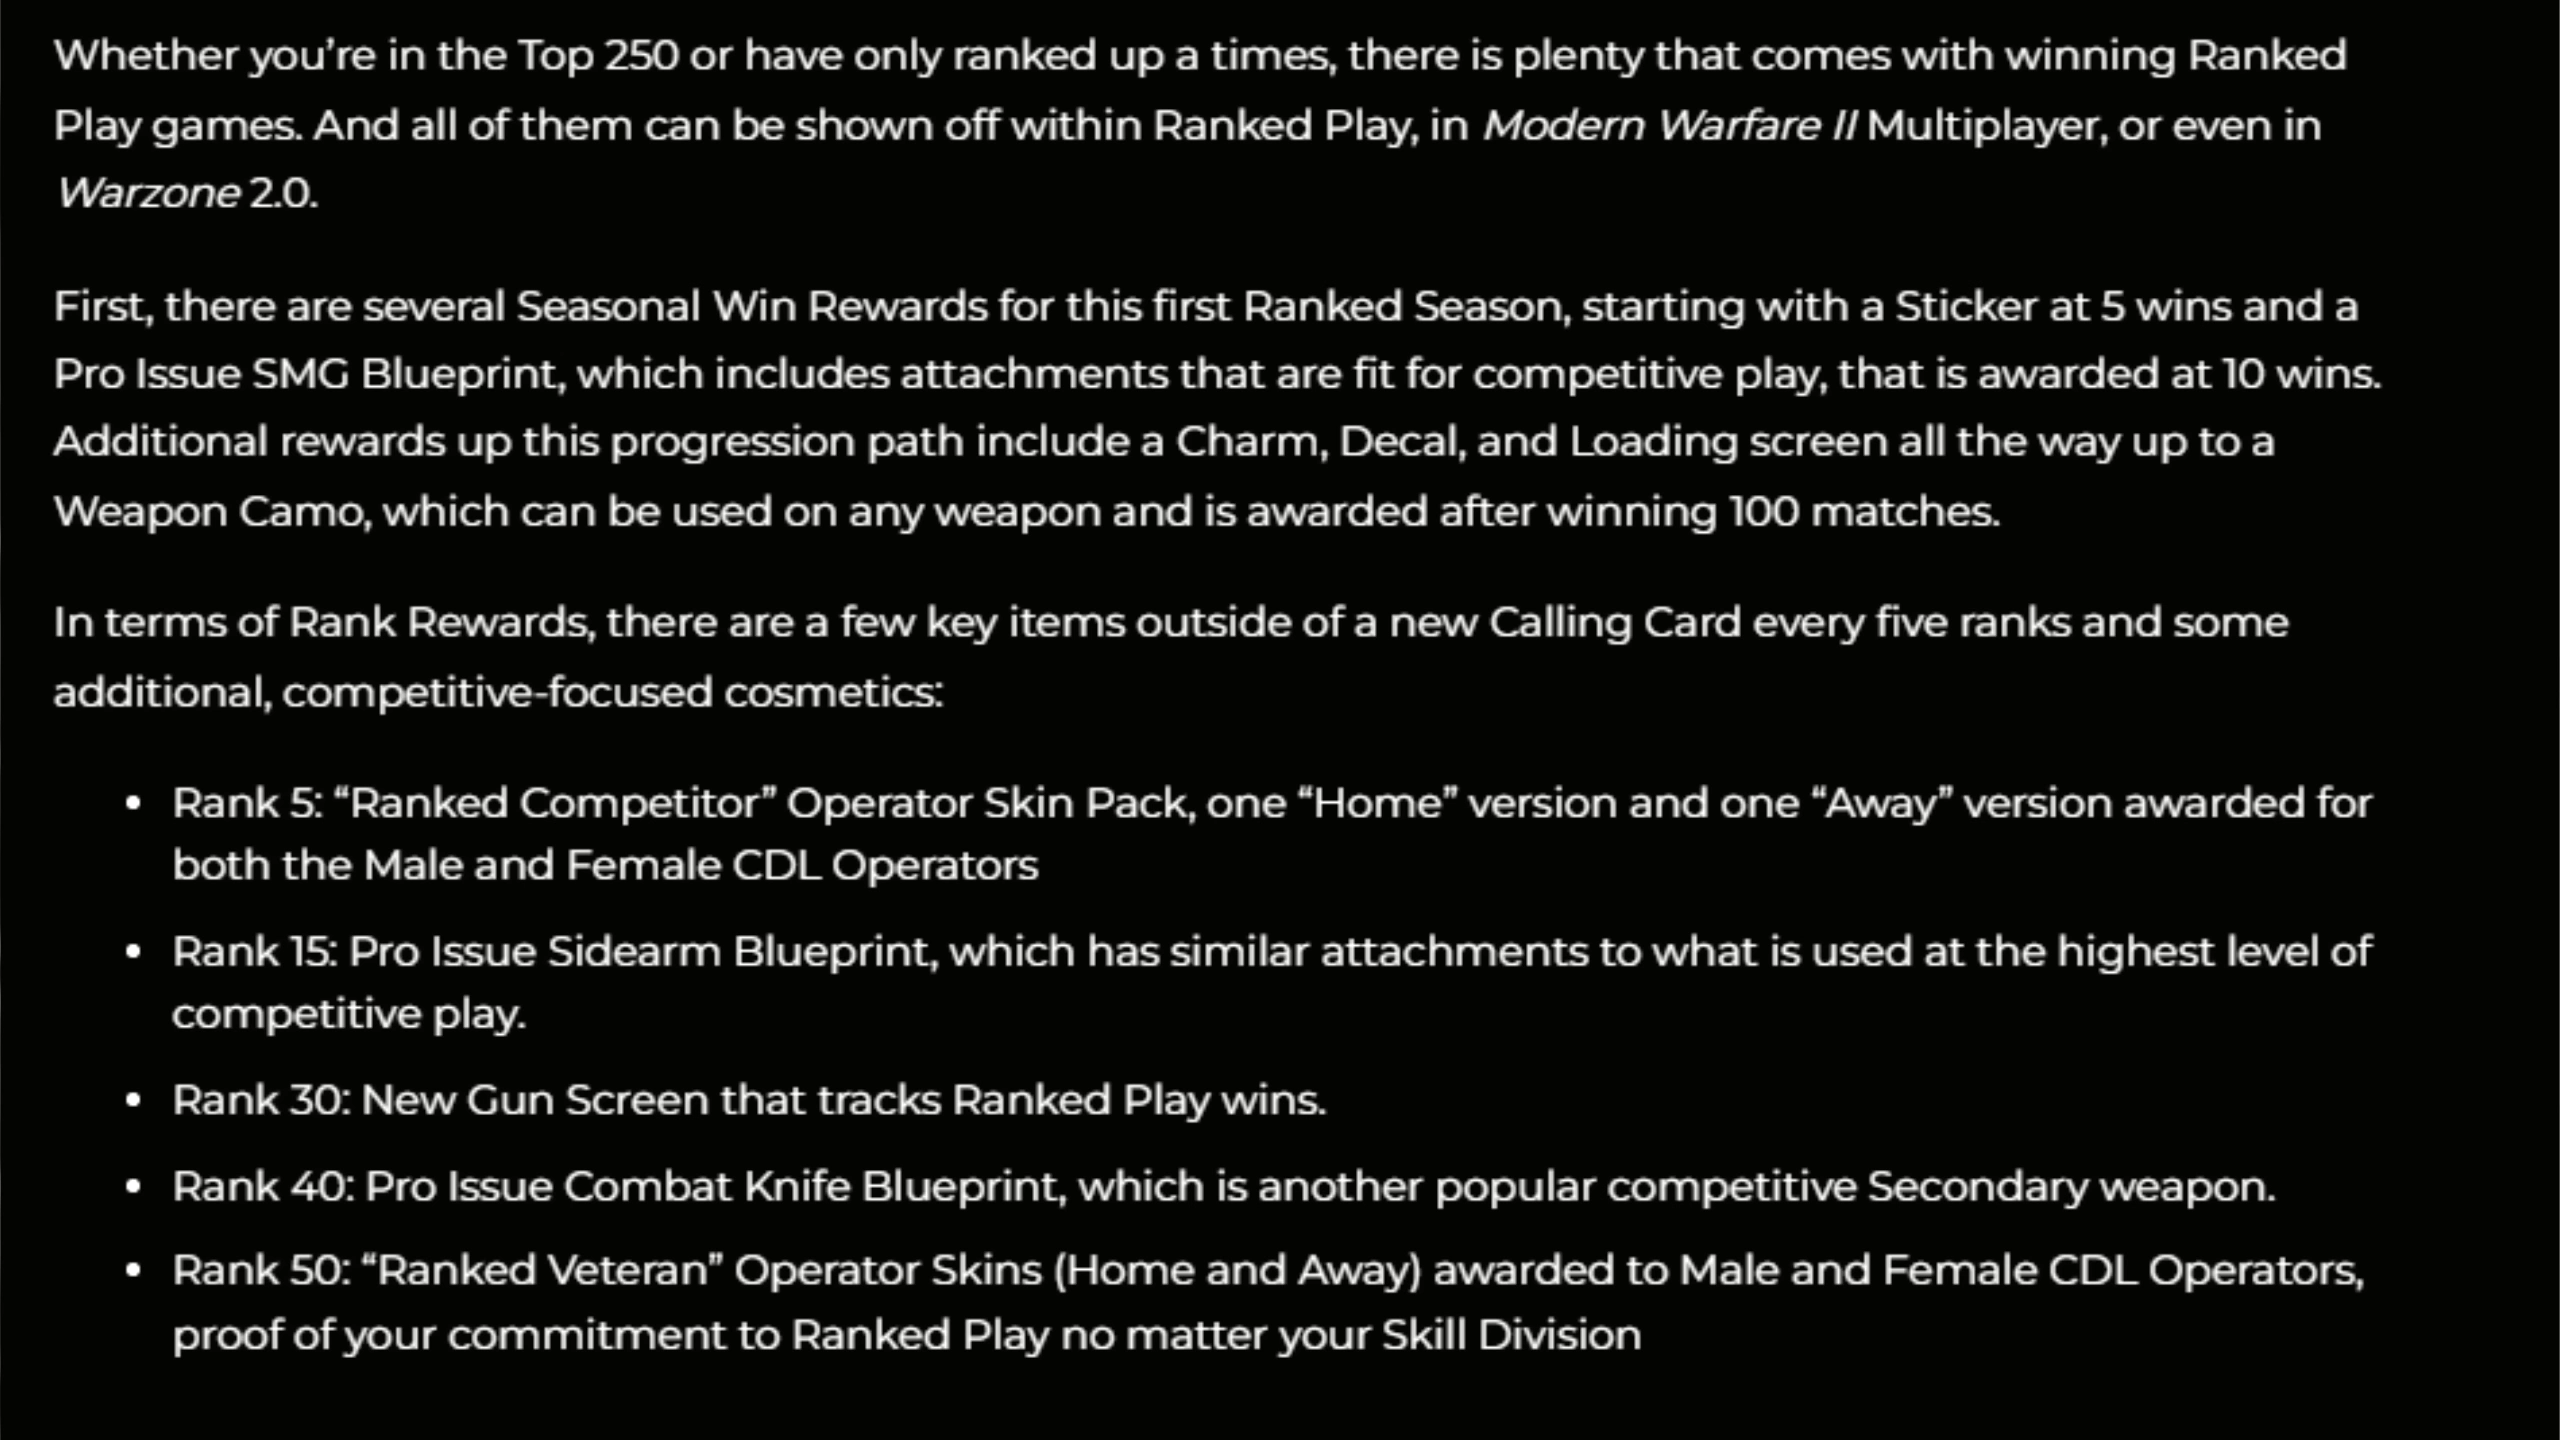 Whether you’re in the Top 250 or have only ranked up a times, there is plenty that comes with winning Ranked
Play games. And all of them can be shown off within Ranked Play, in Modern Warfare II Multiplayer, or even in
Warzone 2.0.
First, there are several Seasonal Win Rewards for this first Ranked Season, starting with a Sticker at 5 wins and a
Pro Issue SMG Blueprint, which includes attachments that are fit for competitive play, that is awarded at 10 wins.
Additional rewards up this progression path include a Charm, Decal, and Loading screen all the way up to a
Weapon Camo, which can be used on any weapon and is awarded after winning 100 matches.
In terms of Rank Rewards, there are a few key items outside of a new Calling Card every five ranks and some
additional, competitive-focused cosmetics:
• Rank 5: “Ranked Competitor” Operator Skin Pack, one “Home” version and one “Away” version awarded for
both the Male and Female CDL Operators
• Rank 15: Pro Issue Sidearm Blueprint, which has similar attachments to what is used at the highest level of
competitive play.
• Rank 30: New Gun Screen that tracks Ranked Play wins.
• Rank 40: Pro Issue Combat Knife Blueprint, which is another popular competitive Secondary weapon.
• Rank 50: “Ranked Veteran” Operator Skins (Home and Away) awarded to Male and Female CDL Operators,
proof of your commitment to Ranked Play no matter your Skill Division